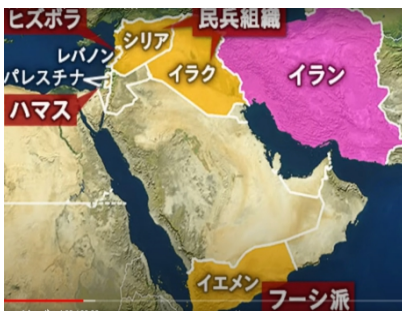 ヒズボラ
民兵組織
シリア
レバノン
イラク
イラン
パレスチナ
ハマス
イエメン
フーシ派